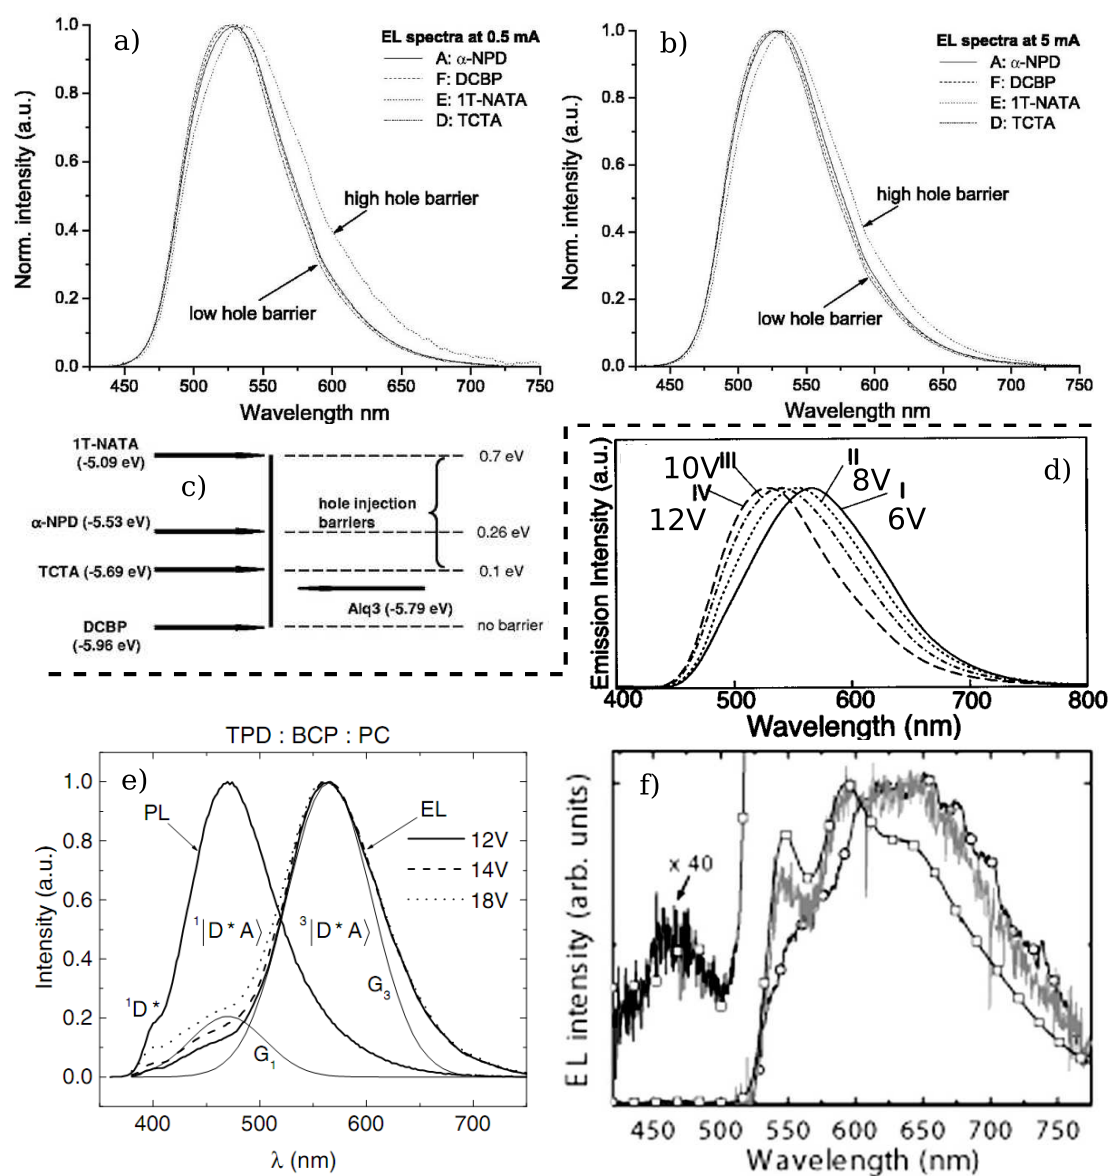 a)
EL spectra at 0.5 mA
A: α-NPD
F: DCBP
E: 1T-NATA
D: TCTA
high hole barrier
low hole barrier
Norm. intensity (a.u.)
1.0
0.8
0.6
0.4
0.2
0.0
450 500 550 600 650 700 750
Wavelength nm
b)
EL spectra at 5 mA
A: α-NPD
F: DCBP
E: 1T-NATA
D: TCTA
high hole barrier
low hole barrier
Norm. intensity (a.u.)
1.0
0.8
0.6
0.4
0.2
0.0
450 500 550 600 650 700 750
Wavelength nm
c)
1T-NATA
(-5.09 eV)
0.7 eV
hole injection
barriers
α-NPD (-5.53 eV)
0.26 eV
TCTA (-5.69 eV)
0.1 eV
Alq3 (-5.79 eV)
DCBP
(-5.96 eV)
no barrier
d)
III
10V
II
8V
IV
12V
I
6V
Emission Intensity (a.u.)
400 500 600 700 800
Wavelength (nm)
TPD : BCP : PC
e)
PL
EL
12V
14V
18V
¹|D*A⟩
³|D*A⟩
¹D*
G₃
G₁
Intensity (a.u.)
1.0
0.8
0.6
0.4
0.2
0.0
400 500 600 700
λ (nm)
f)
x 40
EL intensity (arb. units)
450 500 550 600 650 700 750
Wavelength (nm)